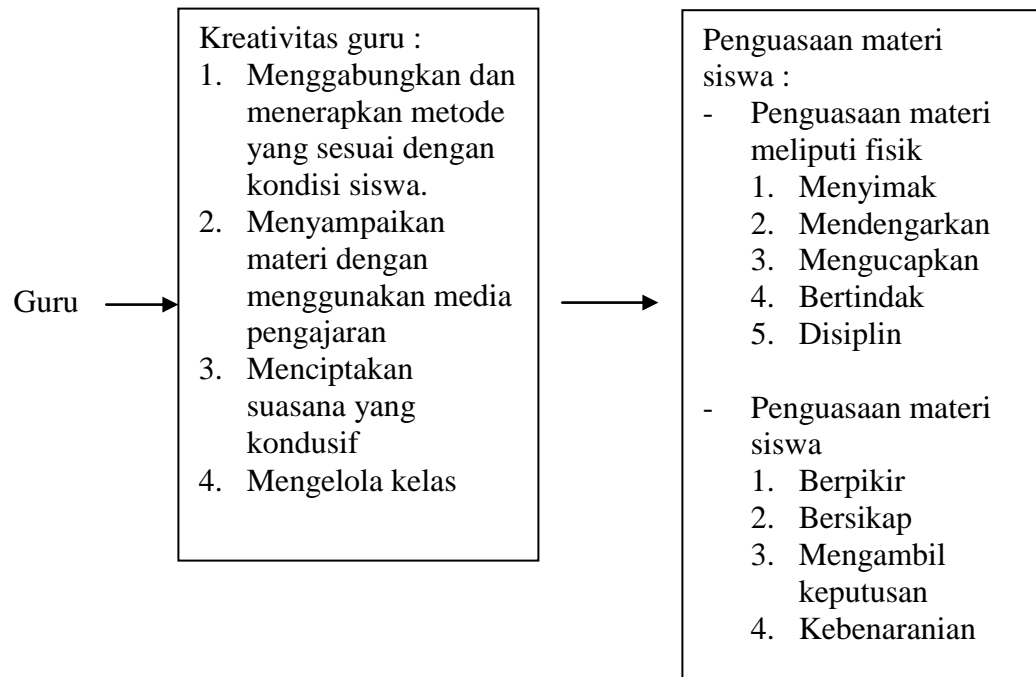 Guru
Kreativitas guru :
1. Menggabungkan dan
menerapkan metode
yang sesuai dengan
kondisi siswa.
2. Menyampaikan
materi dengan
menggunakan media
pengajaran
3. Menciptakan
suasana yang
kondusif
4. Mengelola kelas
Penguasaan materi
siswa :
- Penguasaan materi
meliputi fisik
1. Menyimak
2. Mendengarkan
3. Mengucapkan
4. Bertindak
5. Disiplin
- Penguasaan materi
siswa
1. Berpikir
2. Bersikap
3. Mengambil
keputusan
4. Kebenaranian